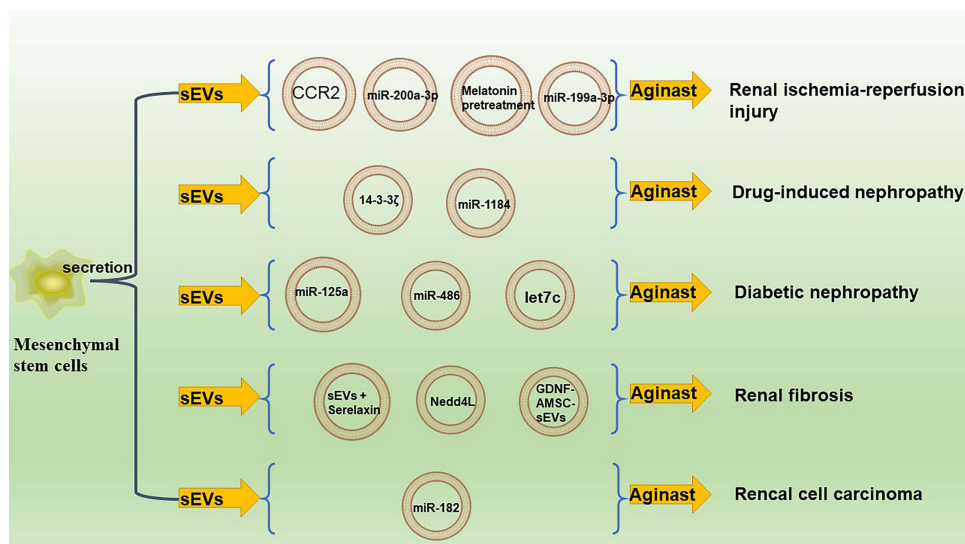 sEVs
CCR2
miR-200a-3p
Melatonin
pretreatment
miR-199a-3p
Aginast
Renal ischemia-reperfusion
injury
sEVs
14-3-3ζ
miR-1184
Aginast
Drug-induced nephropathy
secretion
Mesenchymal
stem cells
sEVs
miR-125a
miR-486
let7c
Aginast
Diabetic nephropathy
sEVs
sEVs +
Serelaxin
Nedd4L
GDNF-
AMSC-
sEVs
Aginast
Renal fibrosis
sEVs
miR-182
Aginast
Rencal cell carcinoma